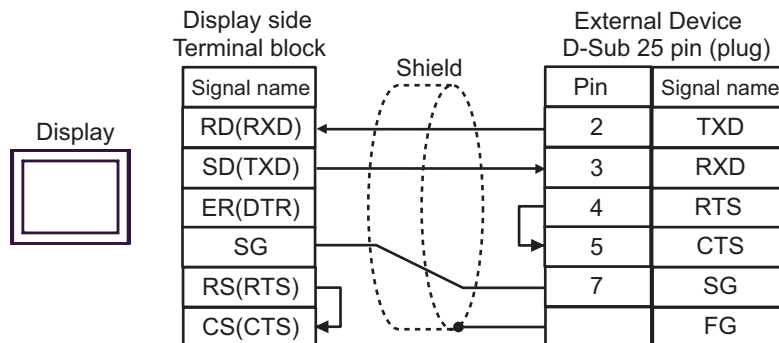 Display side
Terminal block
External Device
D-Sub 25 pin (plug)
Shield
Display
Signal name
Pin
Signal name
RD(RXD)
2
TXD
SD(TXD)
3
RXD
ER(DTR)
4
RTS
SG
5
CTS
RS(RTS)
7
SG
CS(CTS)
FG